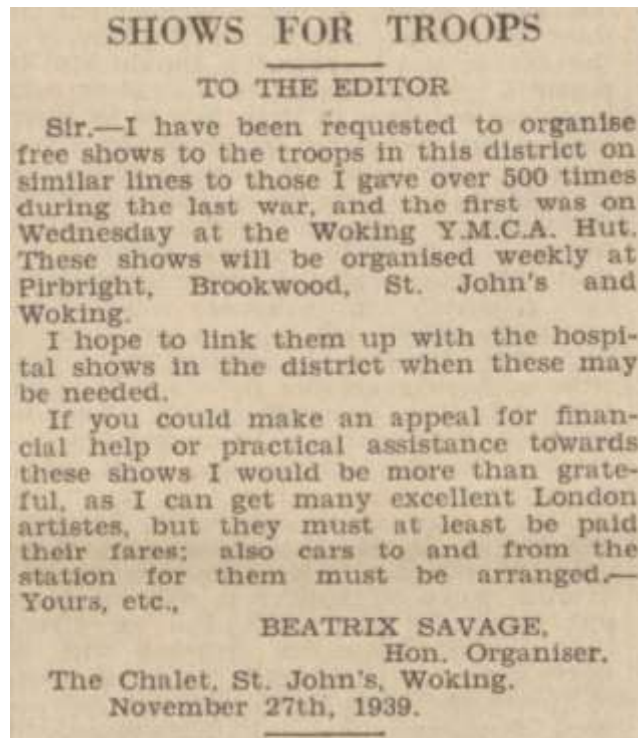 SHOWS FOR TROOPS
TO THE EDITOR
Sir.—I have been requested to organise
free shows to the troops in this district on
similar lines to those I gave over 500 times
during the last war, and the first was on
Wednesday at the Woking Y.M.C.A. Hut.
These shows will be organised weekly at
Pirbright, Brookwood, St. John's and
Woking.
I hope to link them up with the hospi-
tal shows in the district when these may
be needed.
If you could make an appeal for finan-
cial help or practical assistance towards
these shows I would be more than grate-
ful, as I can get many excellent London
artistes, but they must at least be paid
their fares; also cars to and from the
station for them must be arranged.—
Yours, etc.,
BEATRIX SAVAGE,
Hon. Organiser.
The Chalet, St. John's, Woking.
November 27th, 1939.